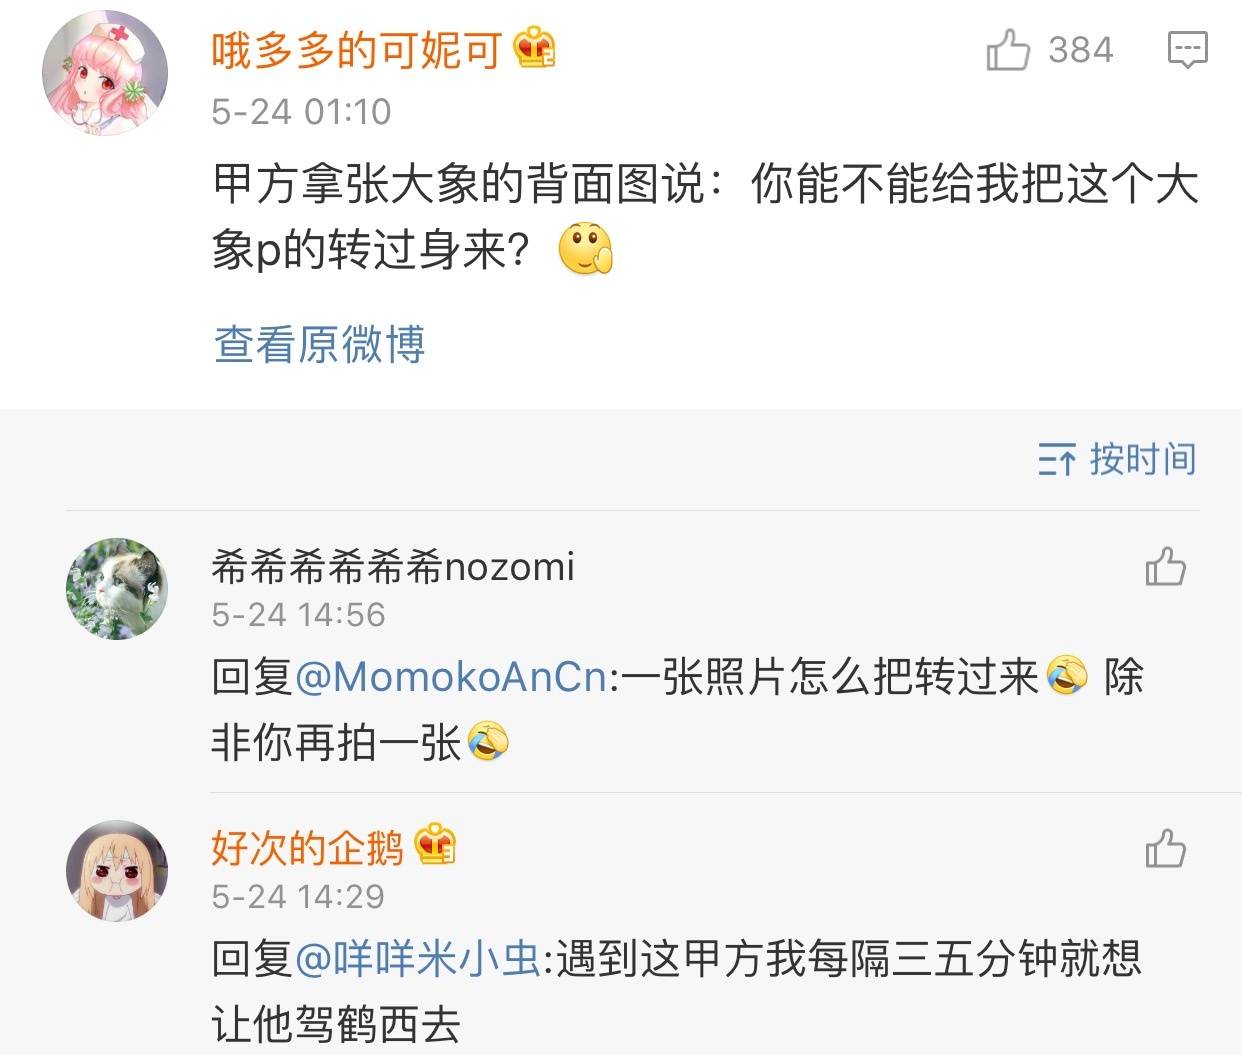 哦多多的可妮可
384
5-24 01:10
甲方拿张大象的背面图说：你能不能给我把这个大
象p的转过身来？
查看原微博
按时间
希希希希希希nozomi
5-24 14:56
回复@MomokoAnCn:一张照片怎么把转过来 除
非你再拍一张
好次的企鹅
5-24 14:29
回复@咩咩米小虫:遇到这甲方我每隔三五分钟就想
让他驾鹤西去